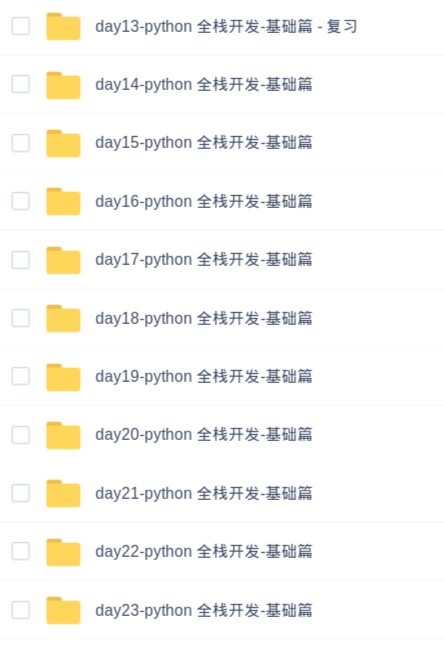 day13-python 全栈开发-基础篇 - 复习
day14-python 全栈开发-基础篇
day15-python 全栈开发-基础篇
day16-python 全栈开发-基础篇
day17-python 全栈开发-基础篇
day18-python 全栈开发-基础篇
day19-python 全栈开发-基础篇
day20-python 全栈开发-基础篇
day21-python 全栈开发-基础篇
day22-python 全栈开发-基础篇
day23-python 全栈开发-基础篇